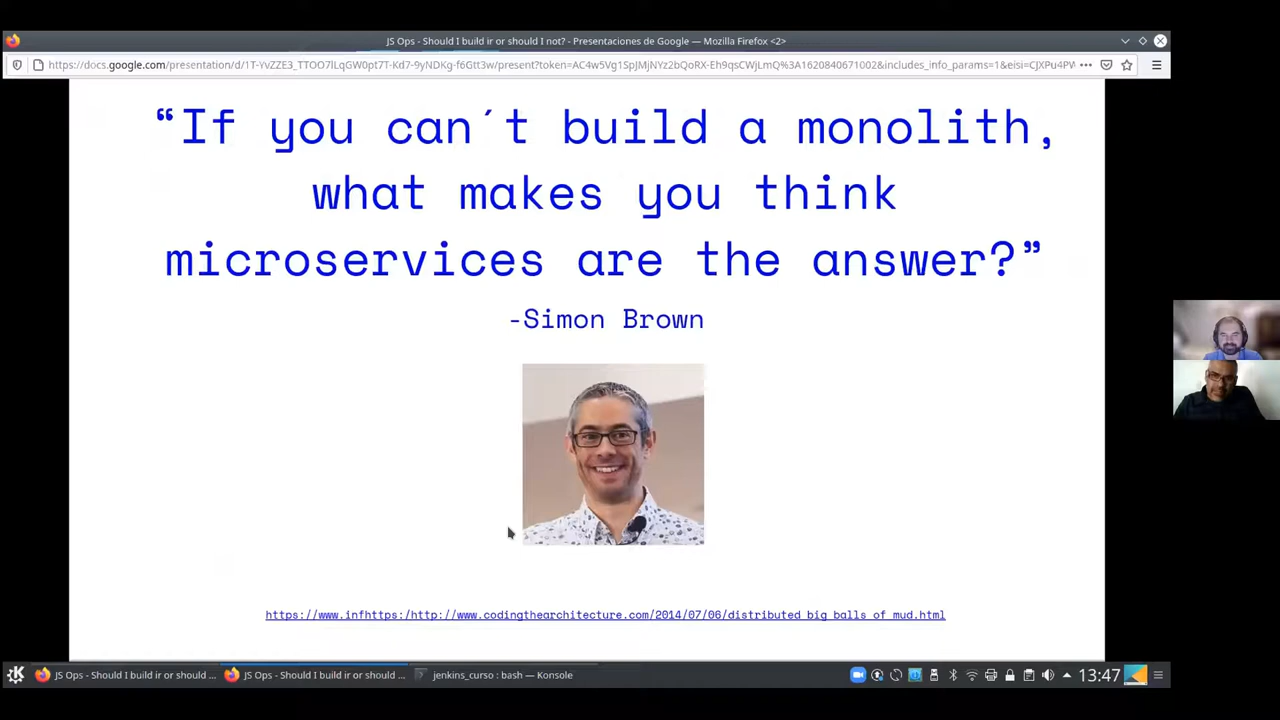 JS Ops - Should I build ir or should I not? - Presentaciones de Google — Mozilla Firefox <2>
“If you can´t build a monolith,
what makes you think
microservices are the answer?”
-Simon Brown
https://www.infhttps:/http://www.codingthearchitecture.com/2014/07/06/distributed_big_balls_of_mud.html
JS Ops - Should I build ir or should ...
JS Ops - Should I build ir or should ...
jenkins_curso : bash — Konsole
13:47